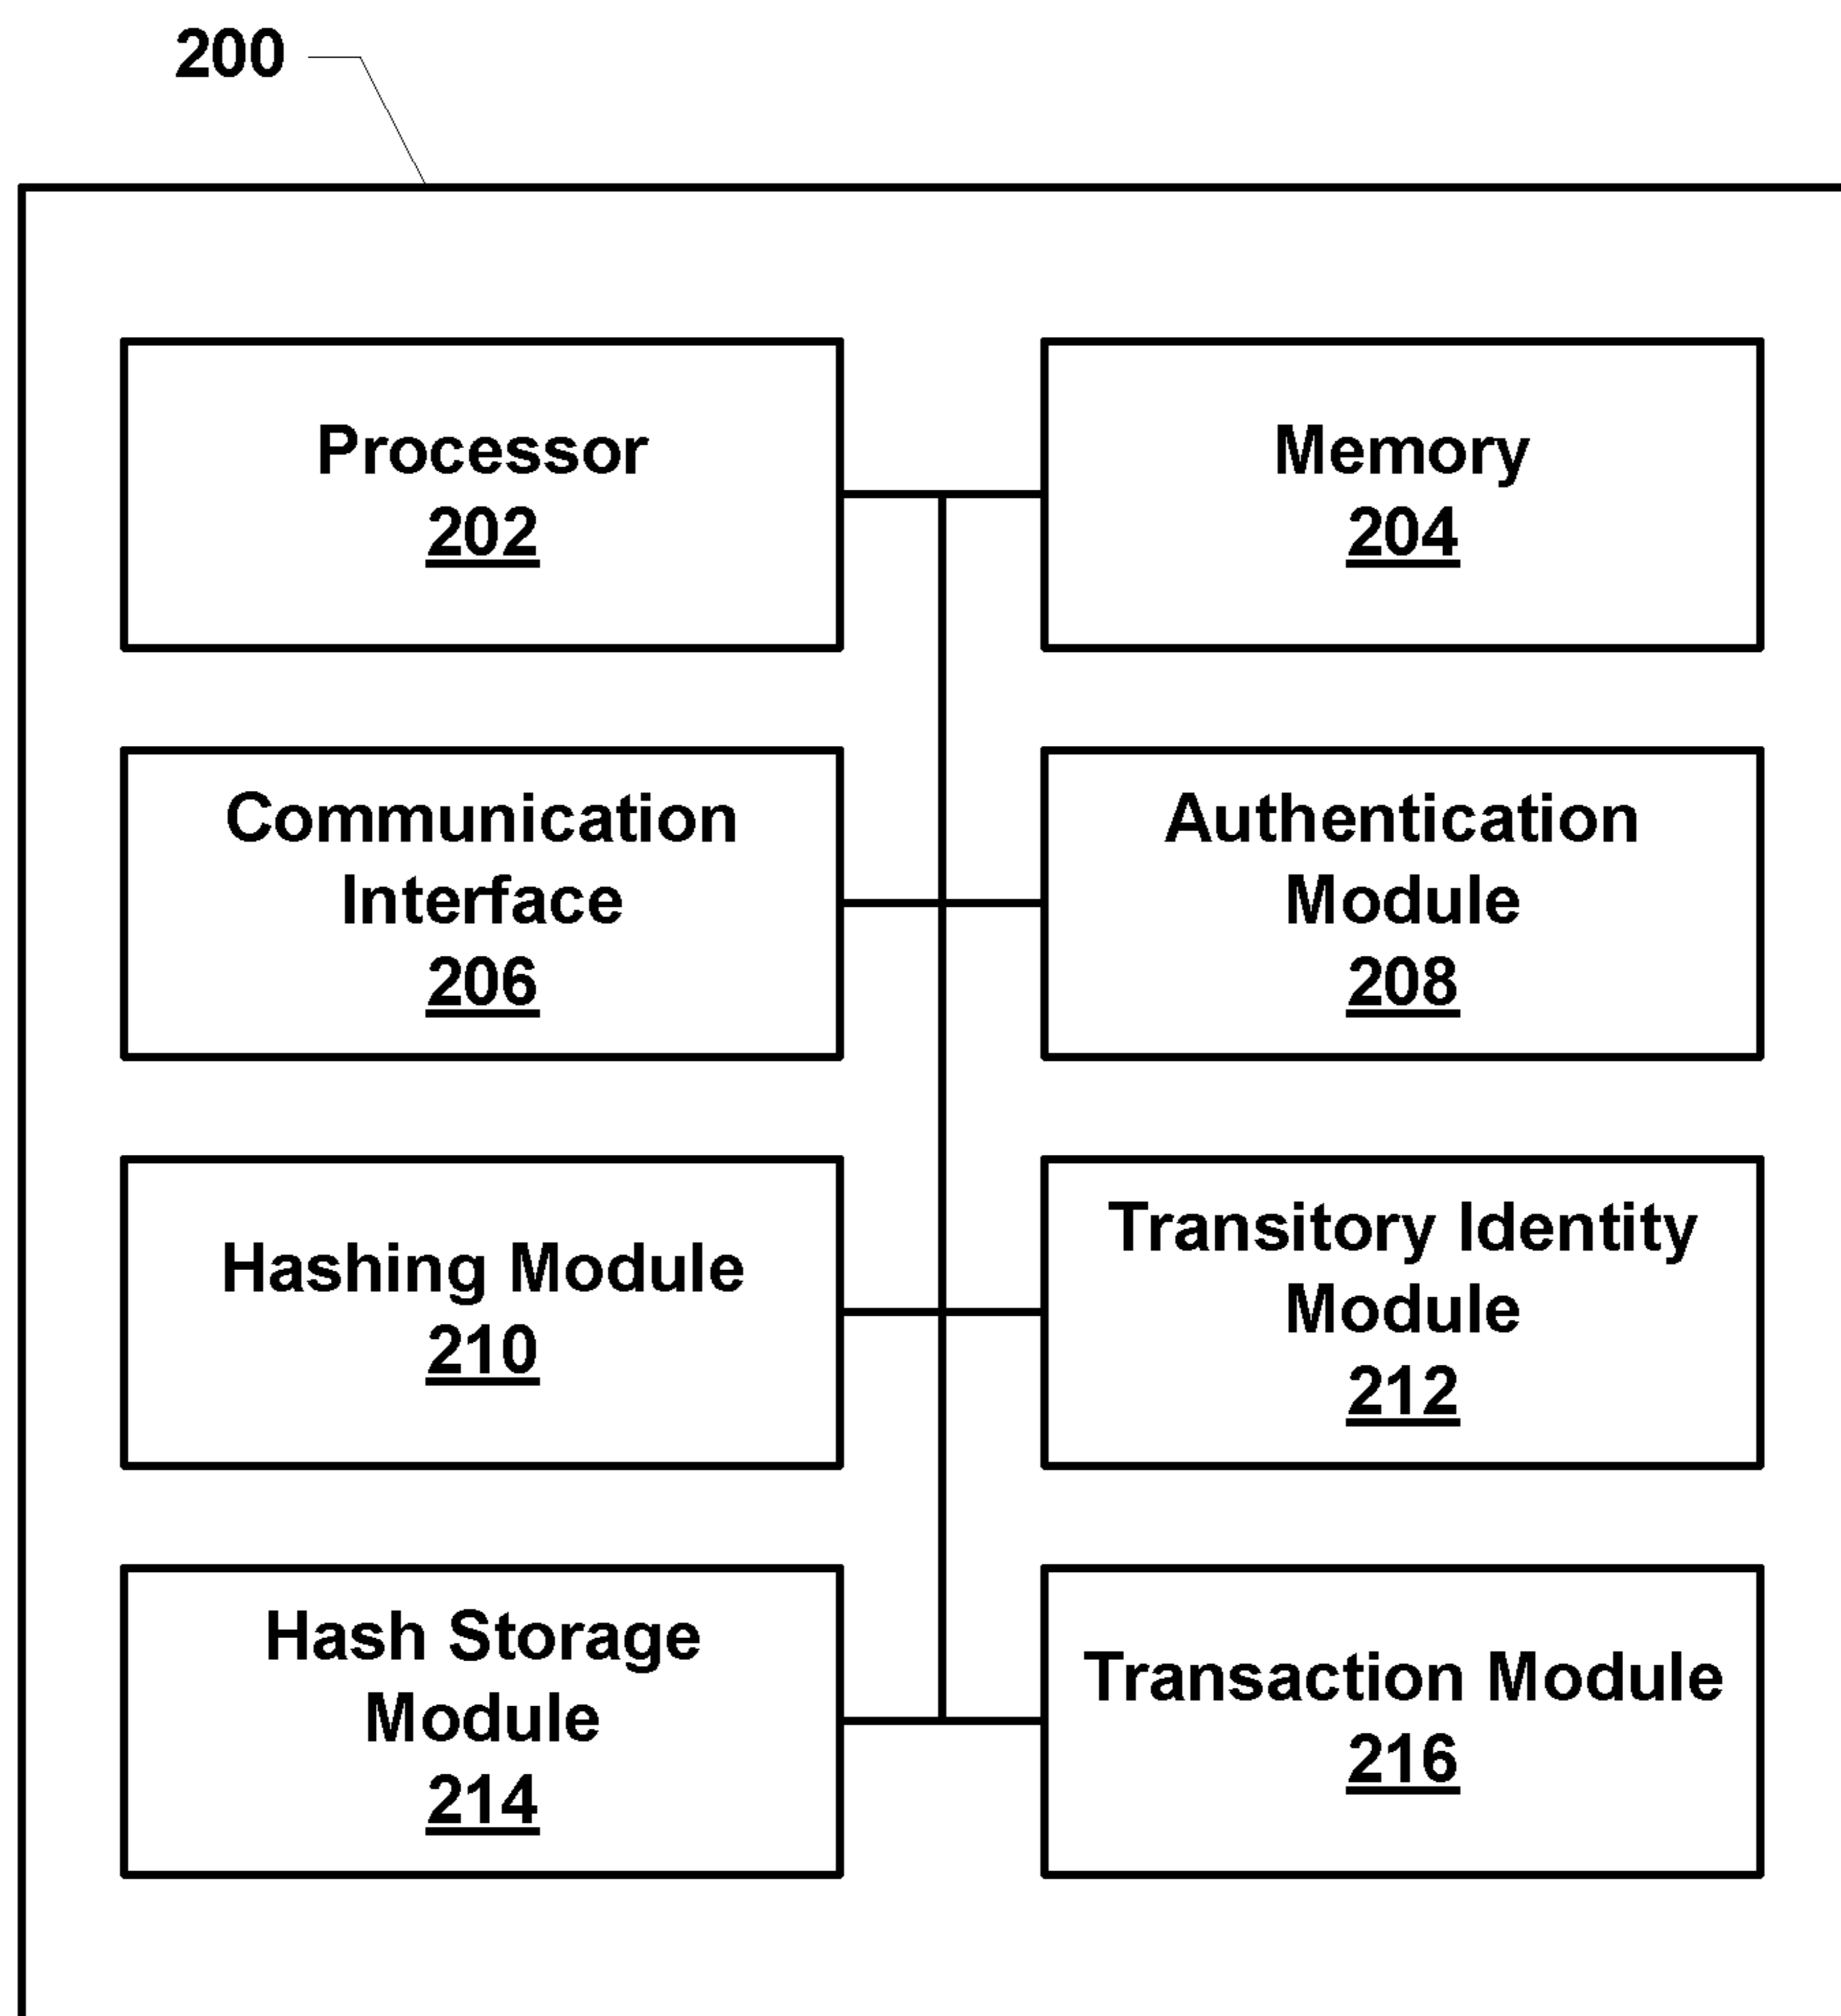 200
Processor
202
Memory
204
Communication
Interface
206
Authentication
Module
208
Hashing Module
210
Transitory Identity
Module
212
Hash Storage
Module
214
Transaction Module
216